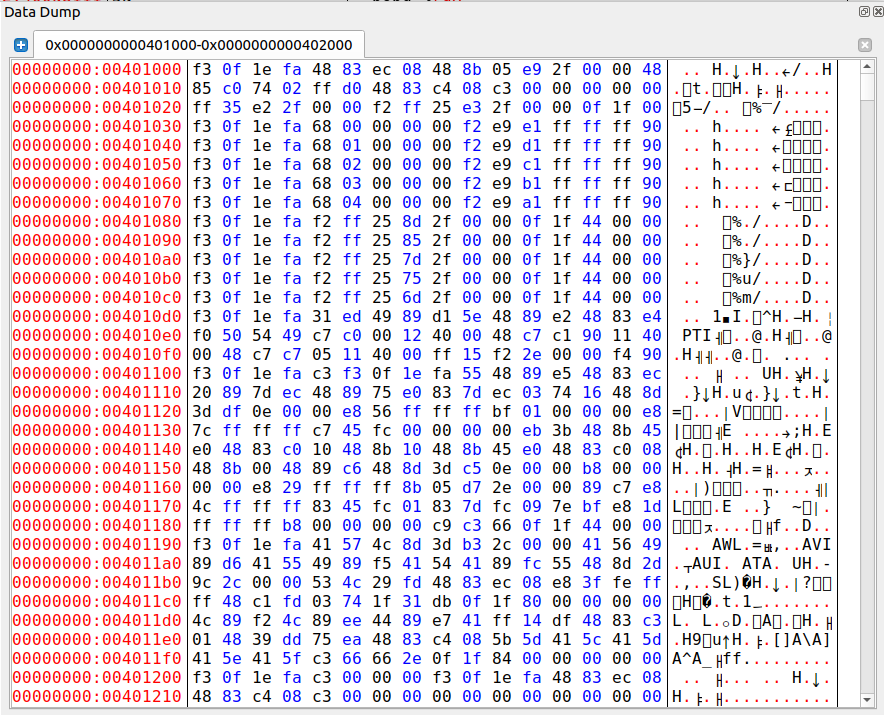 Data Dump
0x0000000000401000-0x0000000000402000
00000000:00401000 f3 0f 1e fa 48 83 ec 08 48 8b 05 e9 2f 00 00 48
00000000:00401010 85 c0 74 02 ff d0 48 83 c4 08 c3 00 00 00 00 00
00000000:00401020 ff 35 e2 2f 00 00 f2 ff 25 e3 2f 00 00 0f 1f 00
00000000:00401030 f3 0f 1e fa 68 00 00 00 00 f2 e9 e1 ff ff ff 90
00000000:00401040 f3 0f 1e fa 68 01 00 00 00 f2 e9 d1 ff ff ff 90
00000000:00401050 f3 0f 1e fa 68 02 00 00 00 f2 e9 c1 ff ff ff 90
00000000:00401060 f3 0f 1e fa 68 03 00 00 00 f2 e9 b1 ff ff ff 90
00000000:00401070 f3 0f 1e fa 68 04 00 00 00 f2 e9 a1 ff ff ff 90
00000000:00401080 f3 0f 1e fa f2 ff 25 8d 2f 00 00 0f 1f 44 00 00 .. %./....D..
00000000:00401090 f3 0f 1e fa f2 ff 25 85 2f 00 00 0f 1f 44 00 00 .. %./....D..
00000000:004010a0 f3 0f 1e fa f2 ff 25 7d 2f 00 00 0f 1f 44 00 00 .. %}/....D..
00000000:004010b0 f3 0f 1e fa f2 ff 25 75 2f 00 00 0f 1f 44 00 00 .. %u/....D..
00000000:004010c0 f3 0f 1e fa f2 ff 25 6d 2f 00 00 0f 1f 44 00 00 .. %m/....D..
00000000:004010d0 f3 0f 1e fa 31 ed 49 89 d1 5e 48 89 e2 48 83 e4
00000000:004010e0 f0 50 54 49 c7 c0 00 12 40 00 48 c7 c1 90 11 40
00000000:004010f0 00 48 c7 c7 05 11 40 00 ff 15 f2 2e 00 00 f4 90
00000000:00401100 f3 0f 1e fa c3 f3 0f 1e fa 55 48 89 e5 48 83 ec
00000000:00401110 20 89 7d ec 48 89 75 e0 83 7d ec 03 74 16 48 8d
00000000:00401120 3d df 0e 00 00 e8 56 ff ff ff bf 01 00 00 00 e8
00000000:00401130 7c ff ff ff c7 45 fc 00 00 00 00 eb 3b 48 8b 45
00000000:00401140 e0 48 83 c0 10 48 8b 10 48 8b 45 e0 48 83 c0 08
00000000:00401150 48 8b 00 48 89 c6 48 8d 3d c5 0e 00 00 b8 00 00
00000000:00401160 00 00 e8 29 ff ff ff 8b 05 d7 2e 00 00 89 c7 e8
00000000:00401170 4c ff ff ff 83 45 fc 01 83 7d fc 09 7e bf e8 1d
00000000:00401180 ff ff ff b8 00 00 00 00 c9 c3 66 0f 1f 44 00 00
00000000:00401190 f3 0f 1e fa 41 57 4c 8d 3d b3 2c 00 00 41 56 49
00000000:004011a0 89 d6 41 55 49 89 f5 41 54 41 89 fc 55 48 8d 2d
00000000:004011b0 9c 2c 00 00 53 4c 29 fd 48 83 ec 08 e8 3f fe ff
00000000:004011c0 ff 48 c1 fd 03 74 1f 31 db 0f 1f 80 00 00 00 00
00000000:004011d0 4c 89 f2 4c 89 ee 44 89 e7 41 ff 14 df 48 83 c3
00000000:004011e0 01 48 39 dd 75 ea 48 83 c4 08 5b 5d 41 5c 41 5d
00000000:004011f0 41 5e 41 5f c3 66 66 2e 0f 1f 84 00 00 00 00 00
00000000:00401200 f3 0f 1e fa c3 00 00 00 f3 0f 1e fa 48 83 ec 08
00000000:00401210 48 83 c4 08 c3 00 00 00 00 00 00 00 00 00 00 00